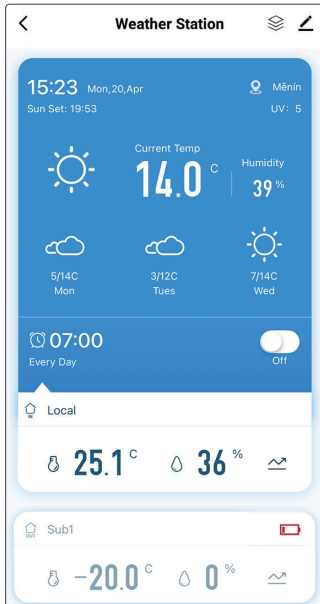 Weather Station
15:23 Mon,20,Apr
Měnín
Sun Set: 19:53
UV: 5
Current Temp
14.0 C
Humidity
39 %
5/14C
Mon
3/12C
Tues
7/14C
Wed
07:00
Every Day
Off
IN
Local
25.1 °C
36 %
OUT
Sub1
-20.0 °C
0 %